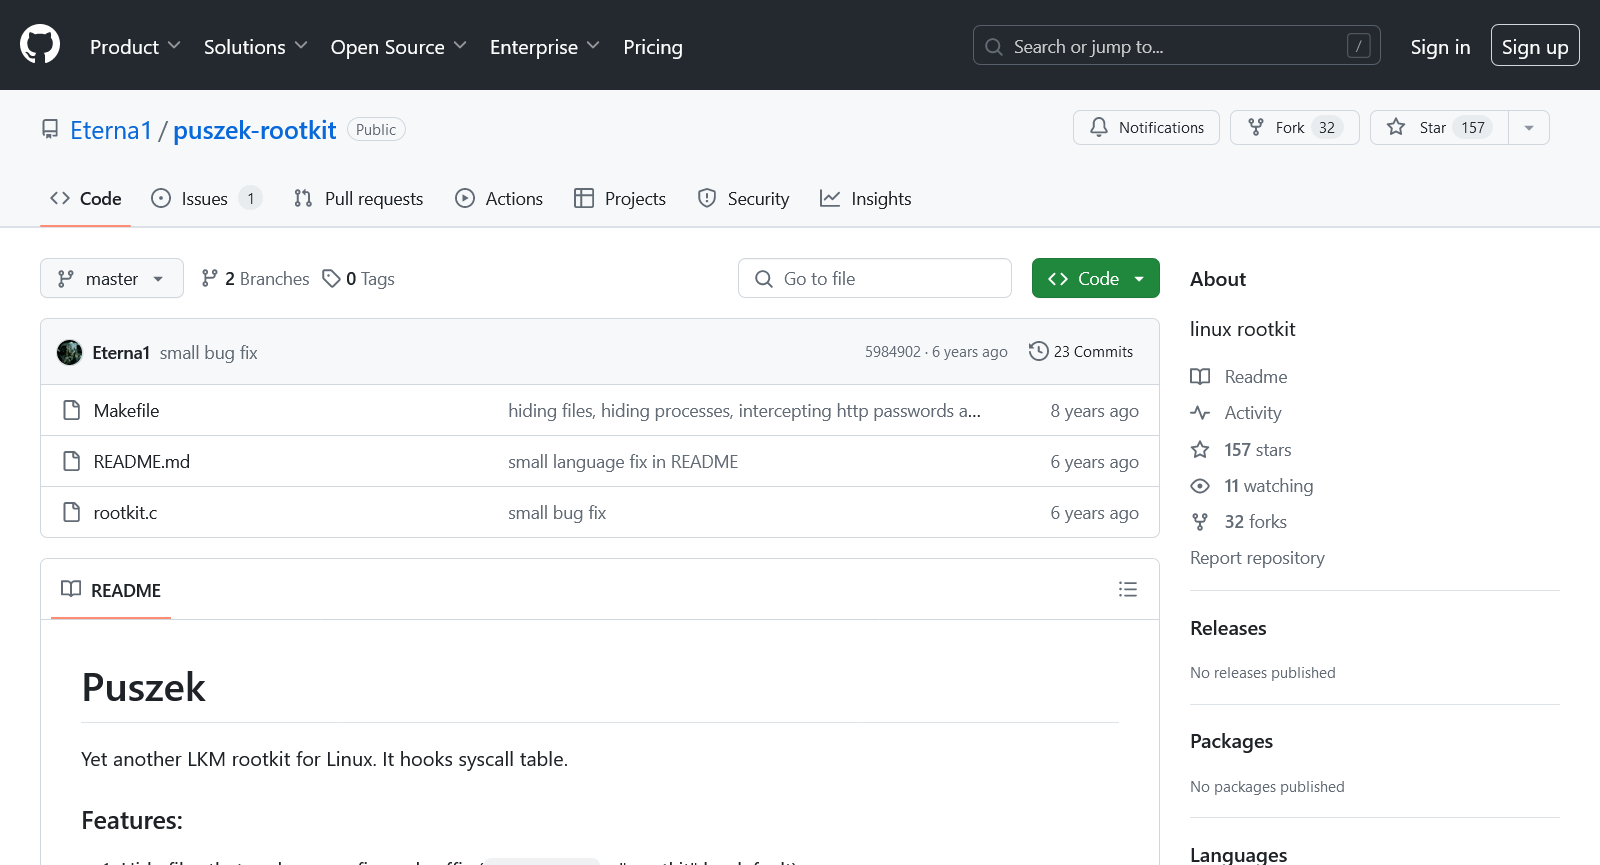 Product Solutions Open Source Enterprise Pricing Search or jump to... / Sign in Sign up
Eterna1 / puszek-rootkit Public Notifications Fork 32 Star 157
Code Issues 1 Pull requests Actions Projects Security Insights
master 2 Branches 0 Tags Go to file Code
Eterna1 small bug fix 5984902 · 6 years ago 23 Commits
Makefile hiding files, hiding processes, intercepting http passwords a... 8 years ago
README.md small language fix in README 6 years ago
rootkit.c small bug fix 6 years ago
README
Puszek
Yet another LKM rootkit for Linux. It hooks syscall table.
Features:
About
linux rootkit
Readme
Activity
157 stars
11 watching
32 forks
Report repository
Releases
No releases published
Packages
No packages published
Languages